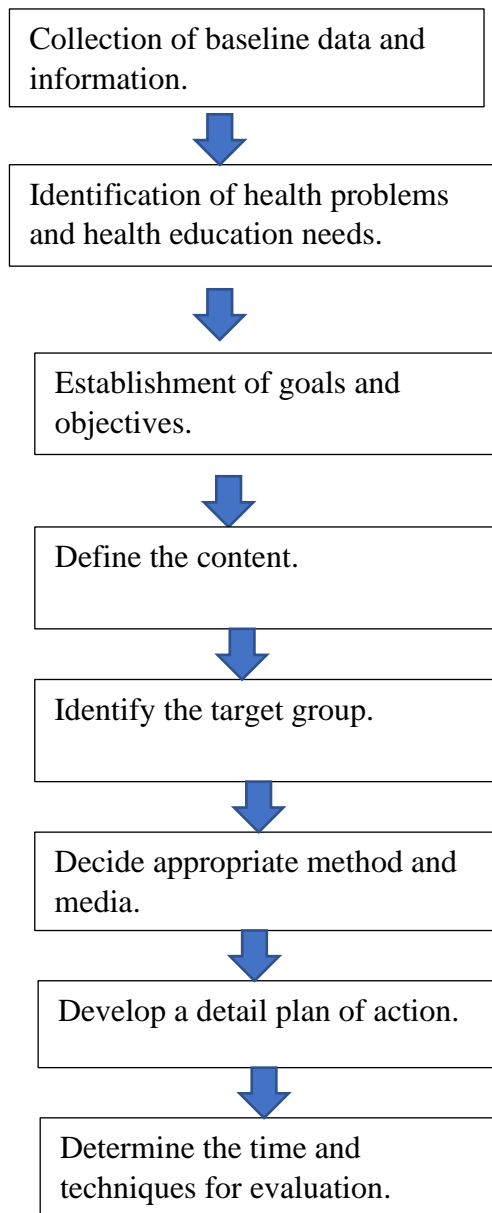 Collection of baseline data and
information.
Identification of health problems
and health education needs.
Establishment of goals and
objectives.
Define the content.
Identify the target group.
Decide appropriate method and
media.
Develop a detail plan of action.
Determine the time and
techniques for evaluation.